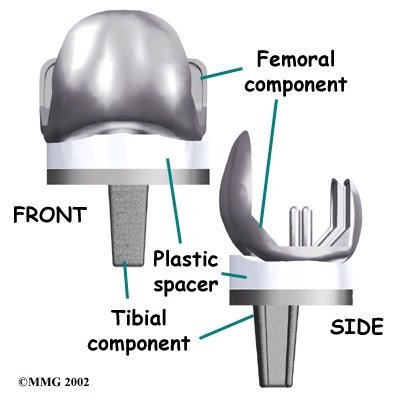 Femoral
component
FRONT
Plastic
spacer
Tibial
component
SIDE
©MMG 2002